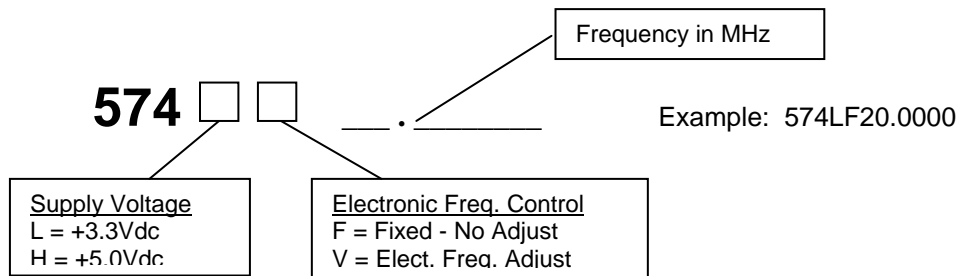 Frequency in MHz
574 ___.________ Example: 574LF20.0000
Supply Voltage
L = +3.3Vdc
H = +5.0Vdc
Electronic Freq. Control
F = Fixed - No Adjust
V = Elect. Freq. Adjust